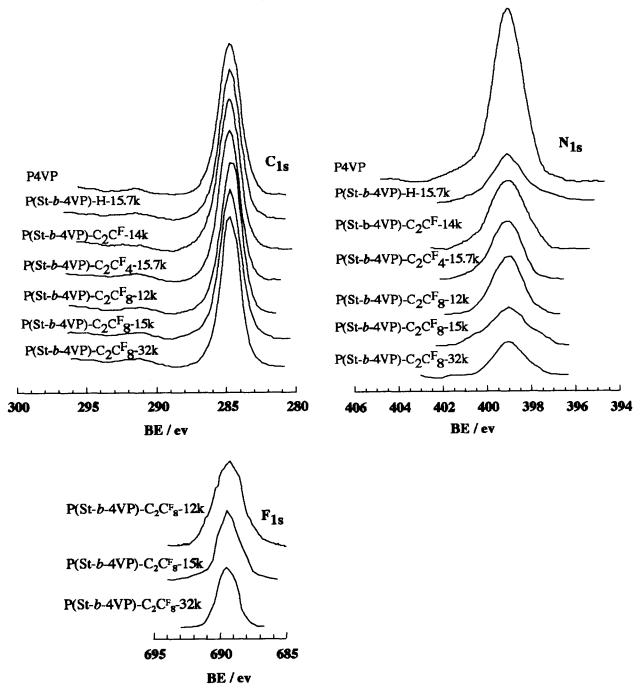 C1s
P4VP
P(St-b-4VP)-H-15.7k
P(St-b-4VP)-C2CF-14k
P(St-b-4VP)-C2CF4-15.7k
P(St-b-4VP)-C2CF8-12k
P(St-b-4VP)-C2CF8-15k
P(St-b-4VP)-C2CF8-32k
300 295 290 285 280
BE / ev
N1s
P4VP
P(St-b-4VP)-H-15.7k
P(St-b-4VP)-C2CF-14k
P(St-b-4VP)-C2CF4-15.7k
P(St-b-4VP)-C2CF8-12k
P(St-b-4VP)-C2CF8-15k
P(St-b-4VP)-C2CF8-32k
406 404 402 400 398 396 394
BE / ev
P(St-b-4VP)-C2CF8-12k
F1s
P(St-b-4VP)-C2CF8-15k
P(St-b-4VP)-C2CF8-32k
695 690 685
BE / ev